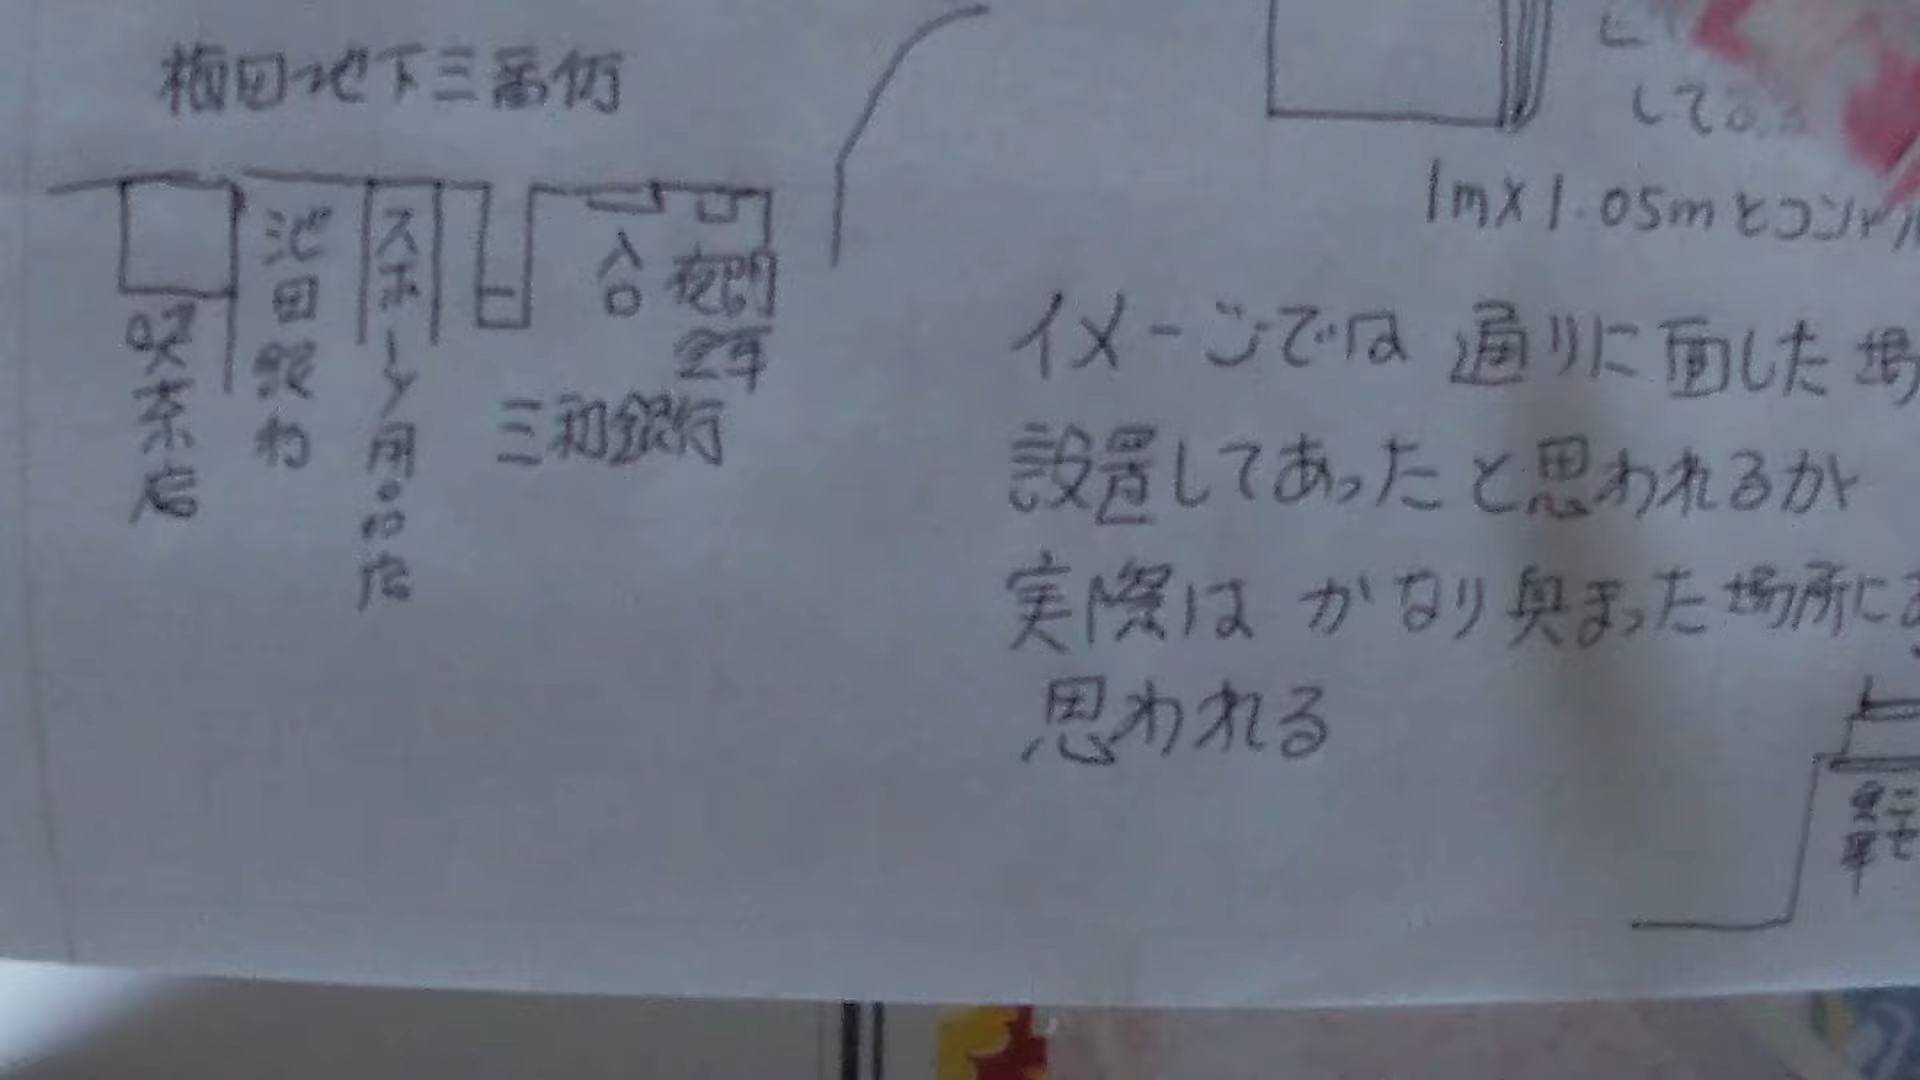 梅田地下三番街
喫茶店
池田銀行
スポーツ用品店
入口
夜間
金庫
三和銀行
して
1m×1.05mとコン
イメージでは 通りに面した場
設置してあったと思われるが
実際は かなり奥まった場所に
思われる